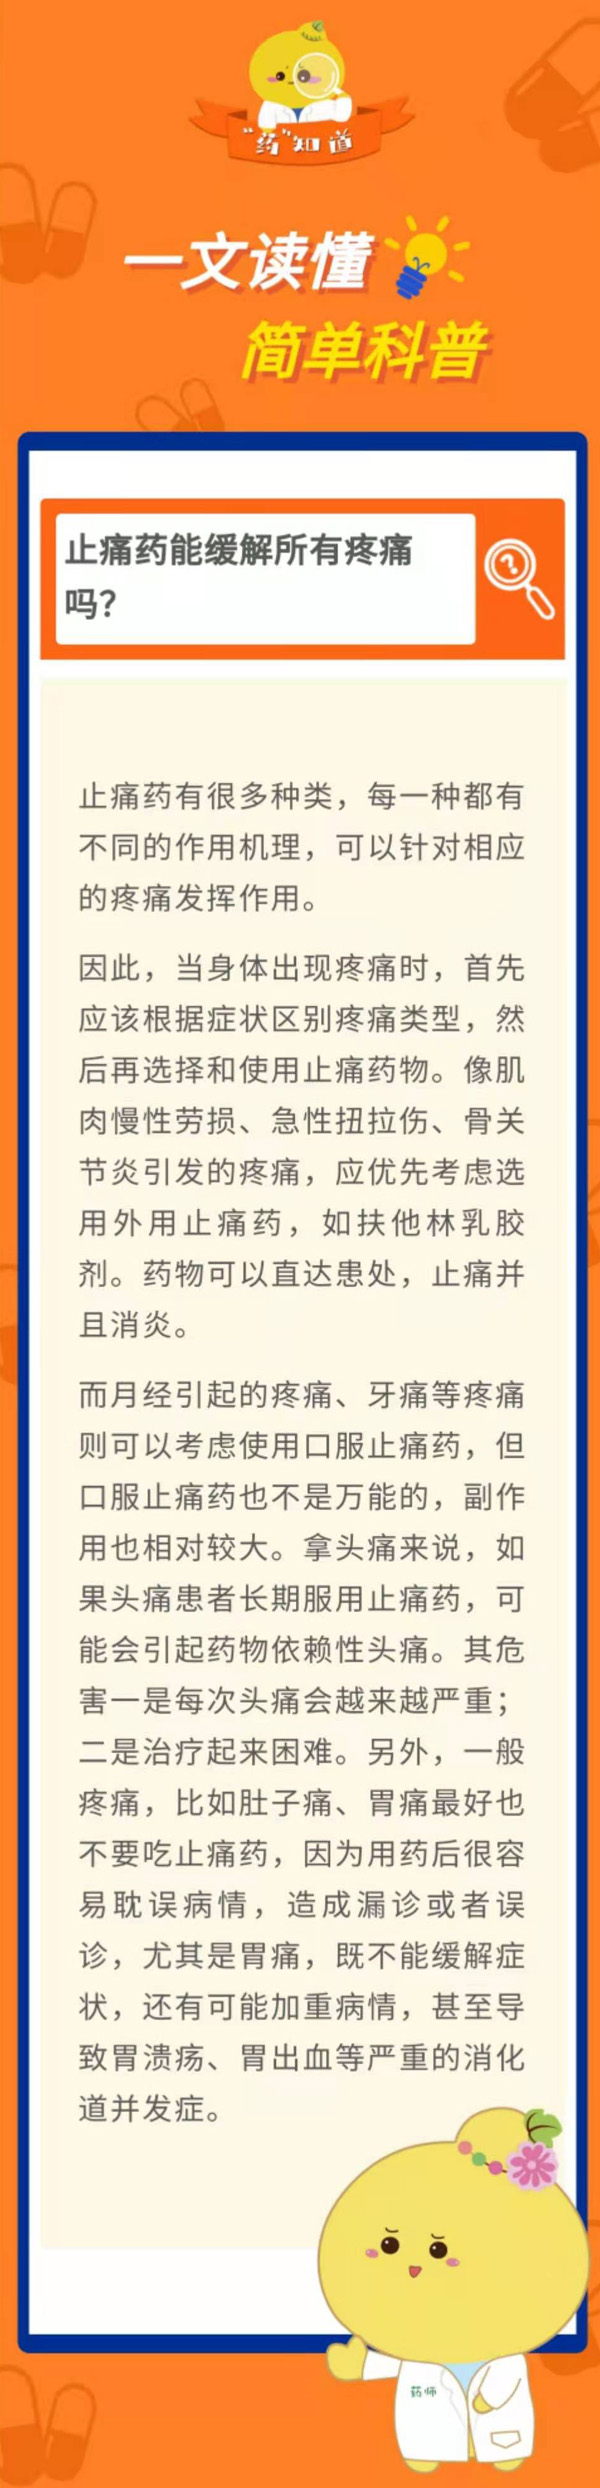 “药”知道
一文读懂
简单科普
止痛药能缓解所有疼痛
吗?
止痛药有很多种类，每一种都有
不同的作用机理，可以针对相应
的疼痛发挥作用。
因此，当身体出现疼痛时，首先
应该根据症状区别疼痛类型，然
后再选择和使用止痛药物。像肌
肉慢性劳损、急性扭拉伤、骨关
节炎引发的疼痛，应优先考虑选
用外用止痛药，如扶他林乳胶
剂。药物可以直达患处，止痛并
且消炎。
而月经引起的疼痛、牙痛等疼痛
则可以考虑使用口服止痛药，但
口服止痛药也不是万能的，副作
用也相对较大。拿头痛来说，如
果头痛患者长期服用止痛药，可
能会引起药物依赖性头痛。其危
害一是每次头痛会越来越严重；
二是治疗起来困难。另外，一般
疼痛，比如肚子痛、胃痛最好也
不要吃止痛药，因为用药后很容
易耽误病情，造成漏诊或者误
诊，尤其是胃痛，既不能缓解症
状，还有可能加重病情，甚至导
致胃溃疡、胃出血等严重的消化
道并发症。
药师